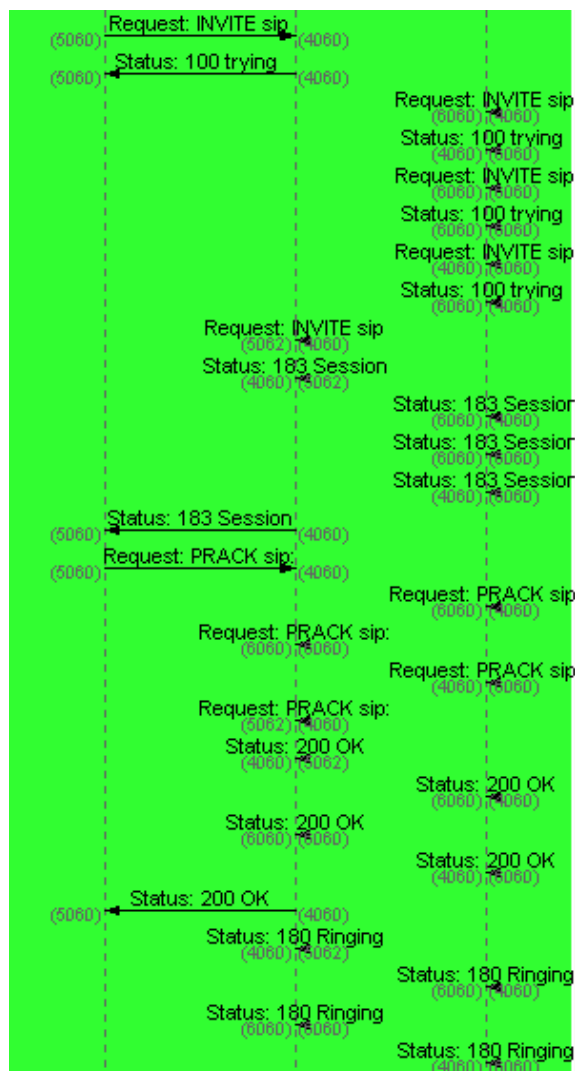 Request: INVITE sip
(5060) (4060)
Status: 100 trying
(5060) (4060)
Request: INVITE sip
(6060) (4060)
Status: 100 trying
(4060) (6060)
Request: INVITE sip
(6060) (6060)
Status: 100 trying
(6060) (6060)
Request: INVITE sip
(4060) (6060)
Status: 100 trying
(6060) (4060)
Request: INVITE sip
(5062) (4060)
Status: 183 Session
(4060) (5062)
Status: 183 Session
(6060) (4060)
Status: 183 Session
(6060) (6060)
Status: 183 Session
(4060) (6060)
Status: 183 Session
(5060) (4060)
Request: PRACK sip:
(5060) (4060)
Request: PRACK sip
(6060) (4060)
Request: PRACK sip:
(6060) (6060)
Request: PRACK sip
(4060) (6060)
Request: PRACK sip:
(5062) (4060)
Status: 200 OK
(4060) (5062)
Status: 200 OK
(6060) (4060)
Status: 200 OK
(6060) (6060)
Status: 200 OK
(4060) (6060)
Status: 200 OK
(5060) (4060)
Status: 180 Ringing
(4060) (5062)
Status: 180 Ringing
(6060) (4060)
Status: 180 Ringing
(6060) (6060)
Status: 180 Ringing
(4060) (6060)